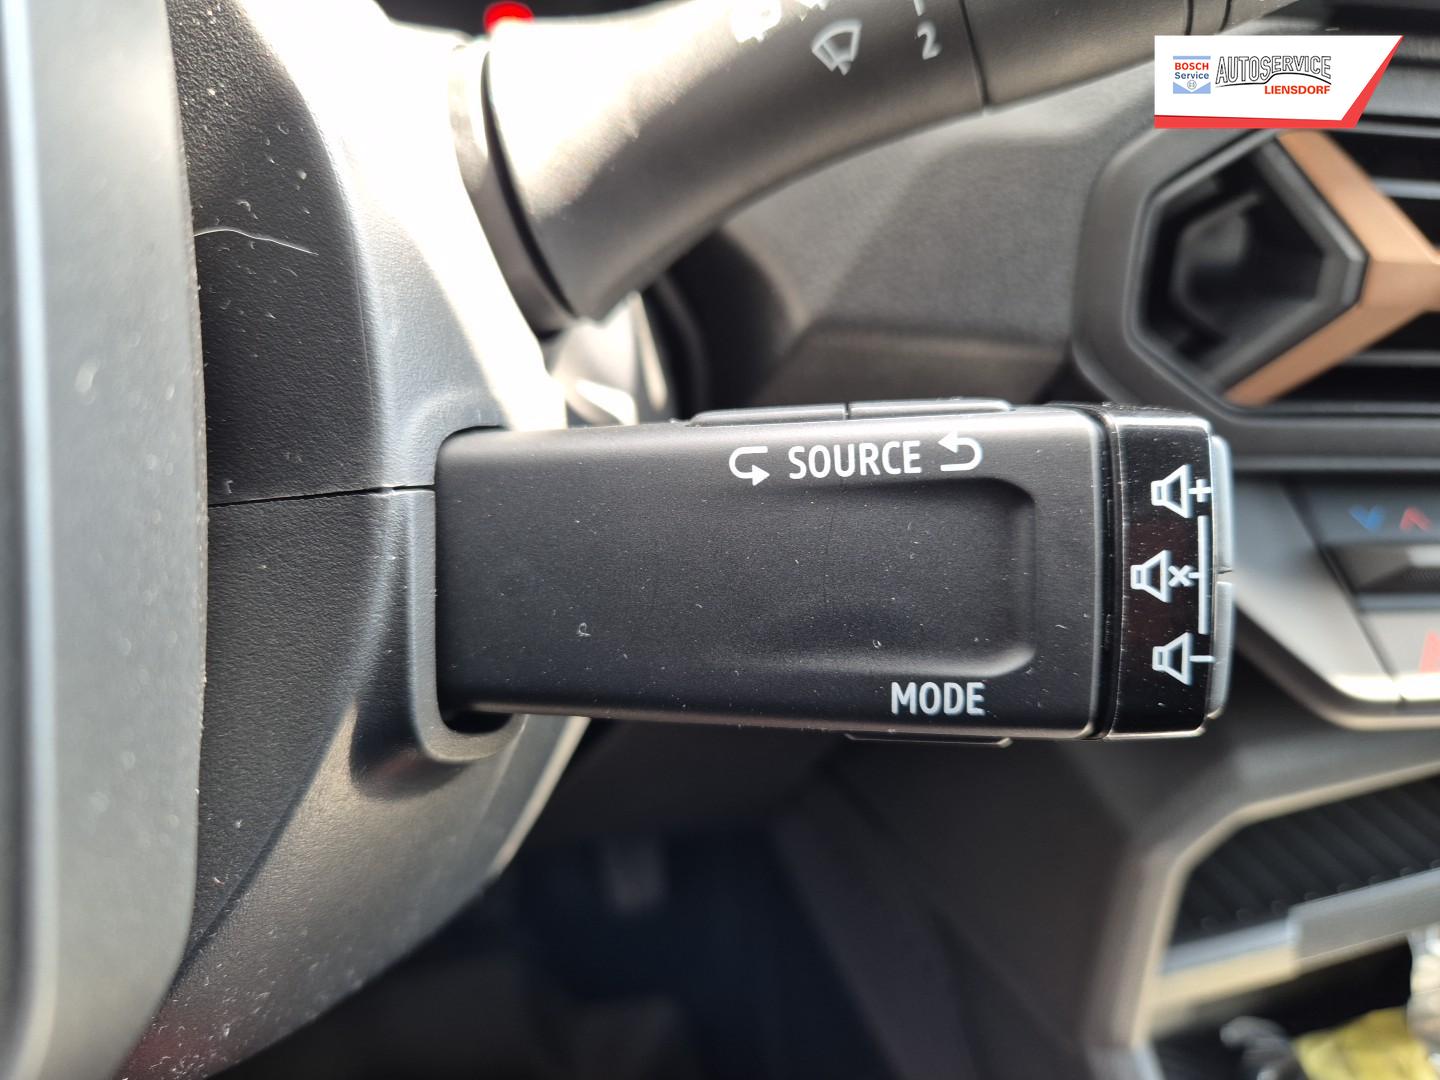 2
BOSCH
Service
AUTOSERVICE
LIENSDORF
SOURCE
+
x
-
MODE